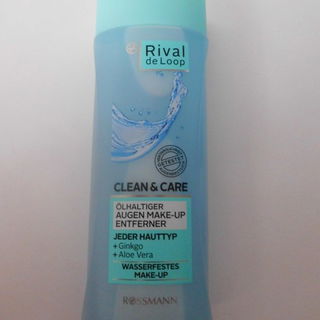 Rival
de Loop
GETESTET
CLEAN & CARE
ÖLHALTIGER
AUGEN MAKE-UP
ENTFERNER
JEDER HAUTTYP
+Ginkgo
+Aloe Vera
WASSERFESTES
MAKE-UP
ROSSMANN